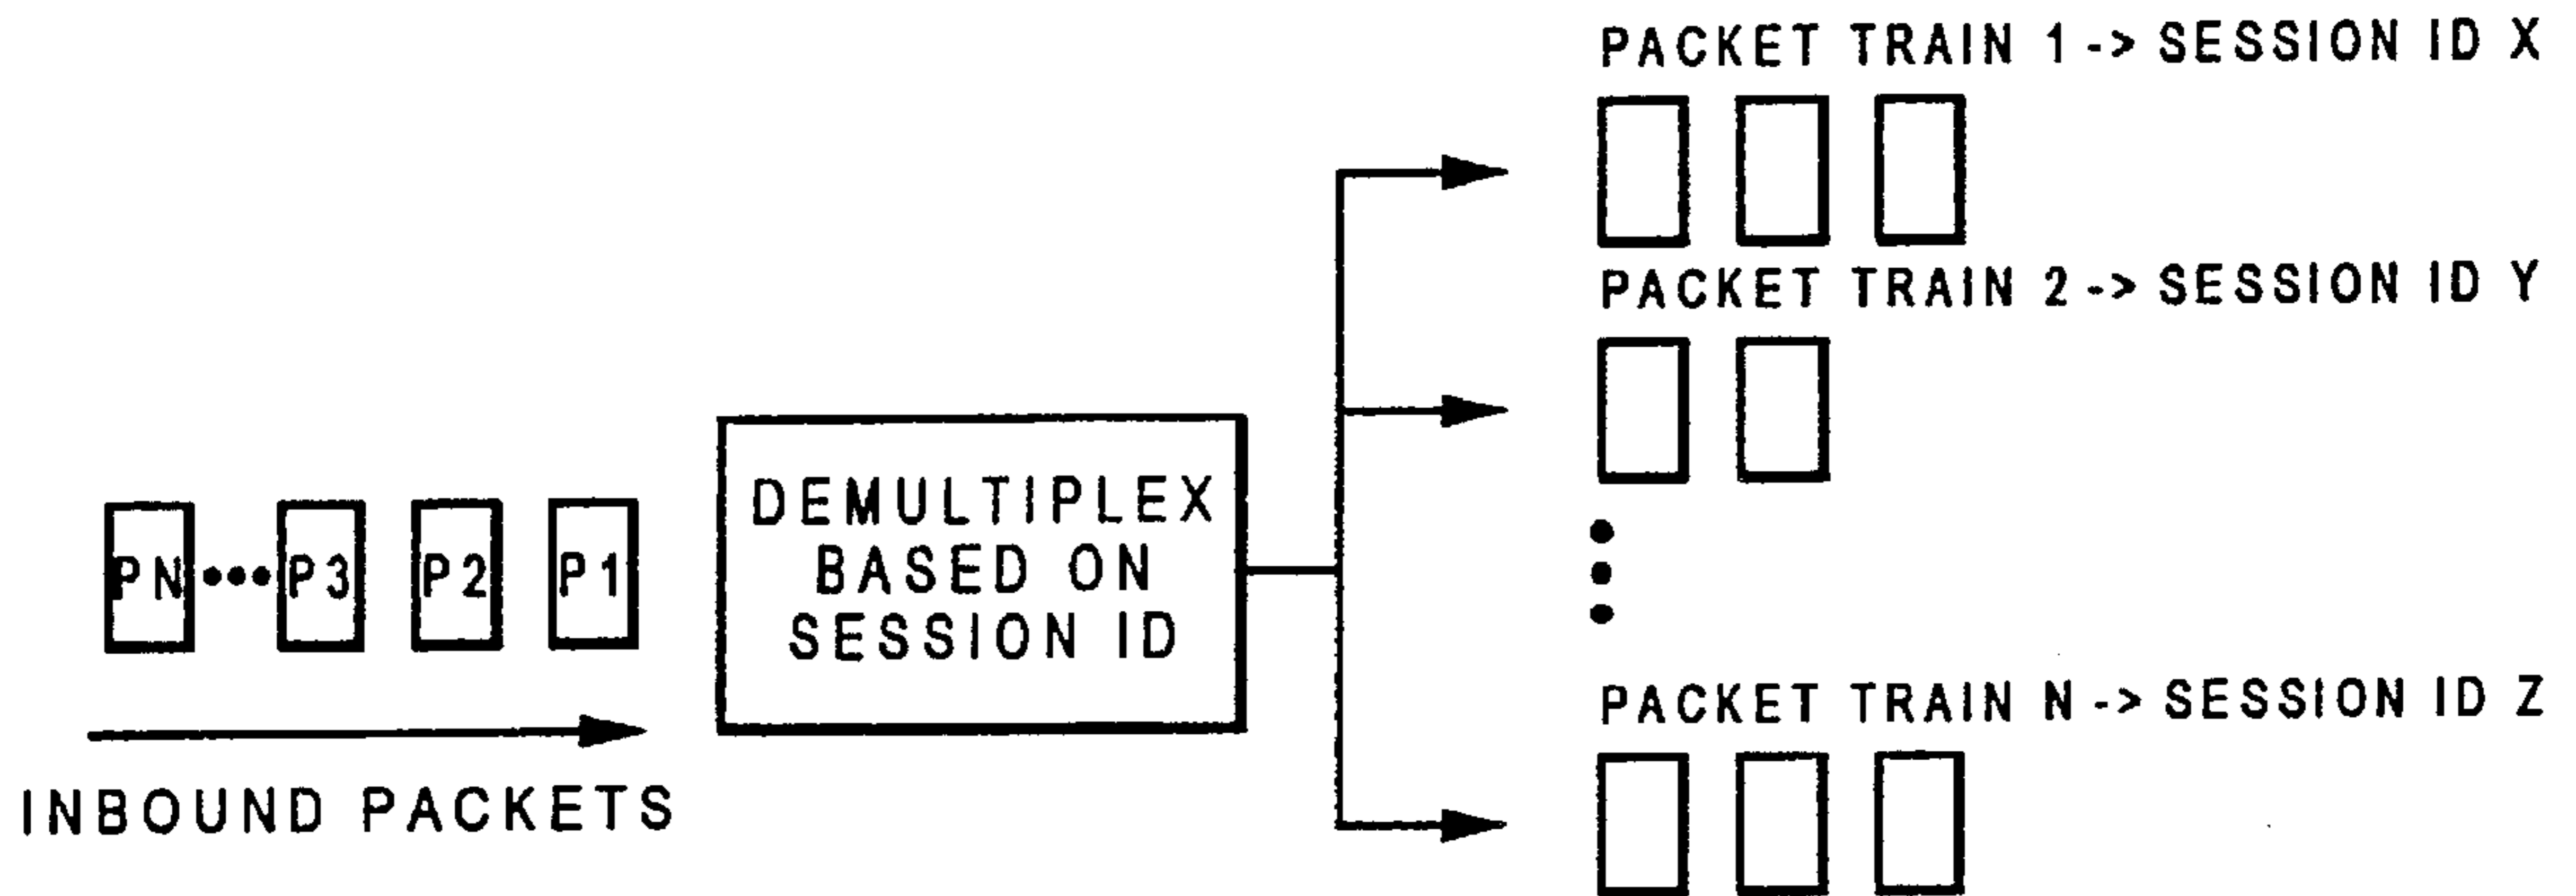 PACKET TRAIN 1 -> SESSION ID X
PACKET TRAIN 2 -> SESSION ID Y
DEMULTIPLEX
BASED ON
SESSION ID
PN ••• P3 P2 P1
INBOUND PACKETS
PACKET TRAIN N -> SESSION ID Z